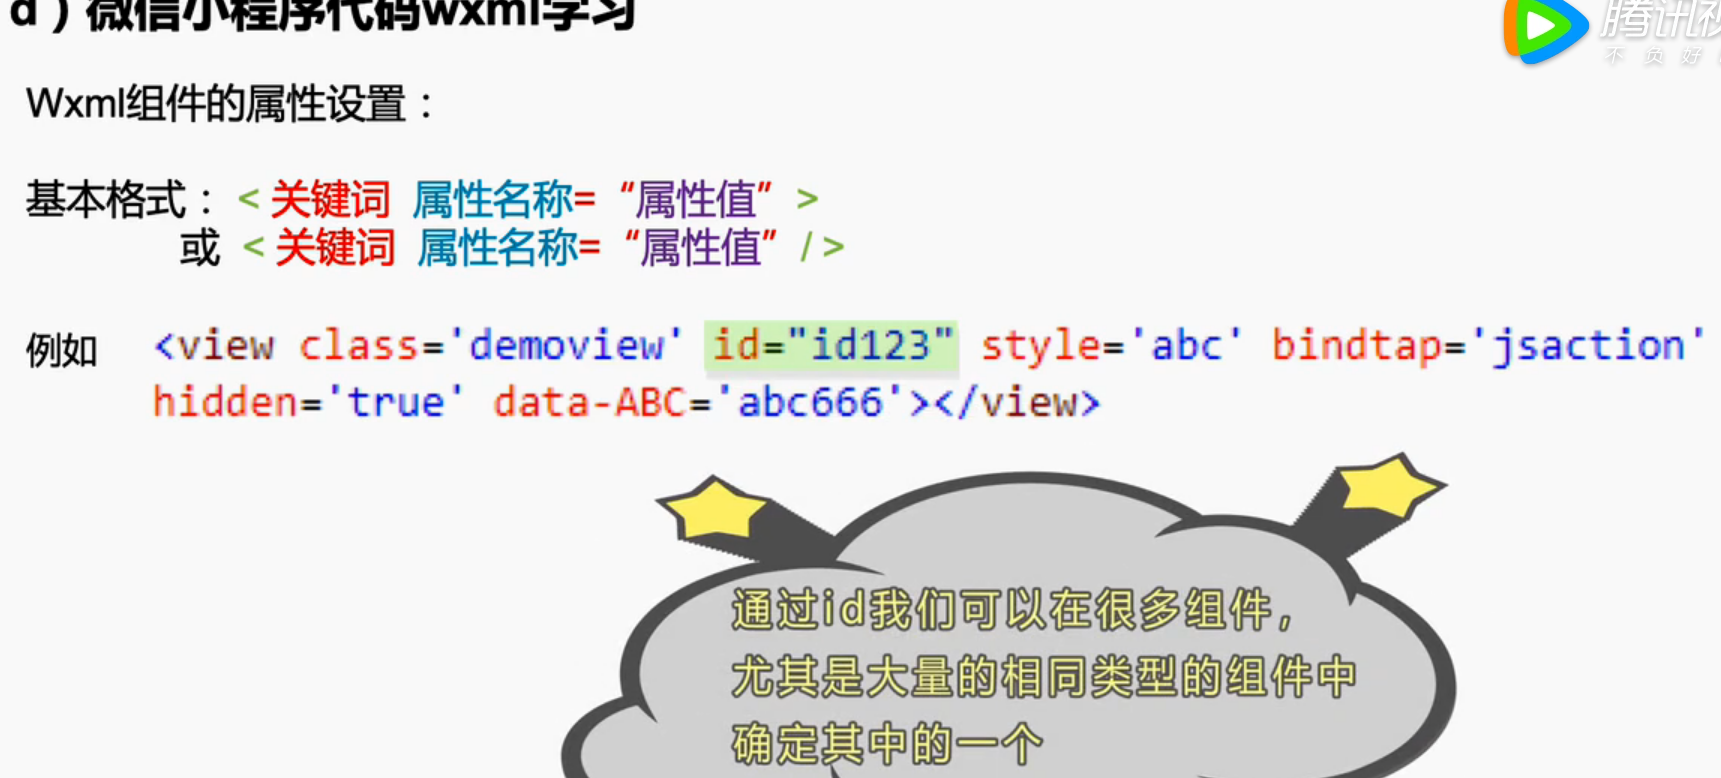 d）微信小程序代码wxml学习
腾讯视
不负好
Wxml组件的属性设置：
基本格式：<关键词 属性名称=“属性值” >
或 <关键词 属性名称=“属性值” />
例如 <view class='demoview' id="id123" style='abc' bindtap='jsaction'
hidden='true' data-ABC='abc666'></view>
通过id我们可以在很多组件，
尤其是大量的相同类型的组件中
确定其中的一个